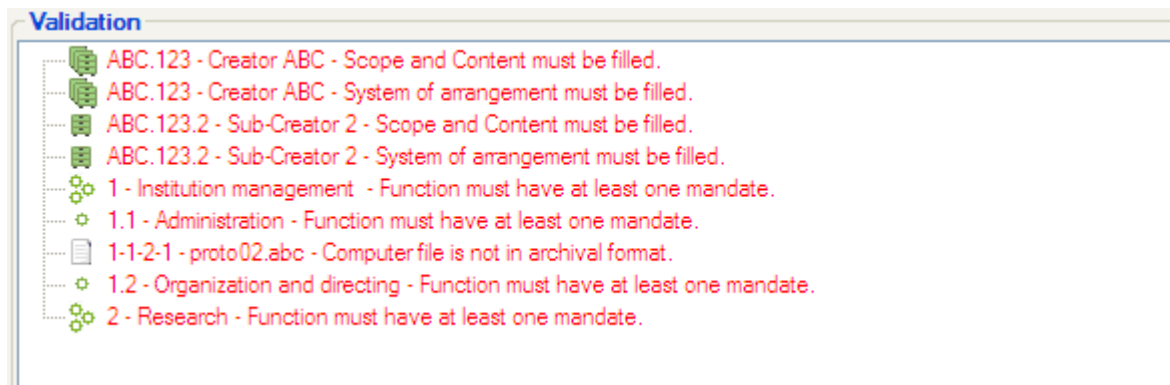 Validation
ABC.123 - Creator ABC - Scope and Content must be filled.
ABC.123 - Creator ABC - System of arrangement must be filled.
ABC.123.2 - Sub-Creator 2 - Scope and Content must be filled.
ABC.123.2 - Sub-Creator 2 - System of arrangement must be filled.
1 - Institution management - Function must have at least one mandate.
1.1 - Administration - Function must have at least one mandate.
1-1-2-1 - proto02.abc - Computer file is not in archival format.
1.2 - Organization and directing - Function must have at least one mandate.
2 - Research - Function must have at least one mandate.